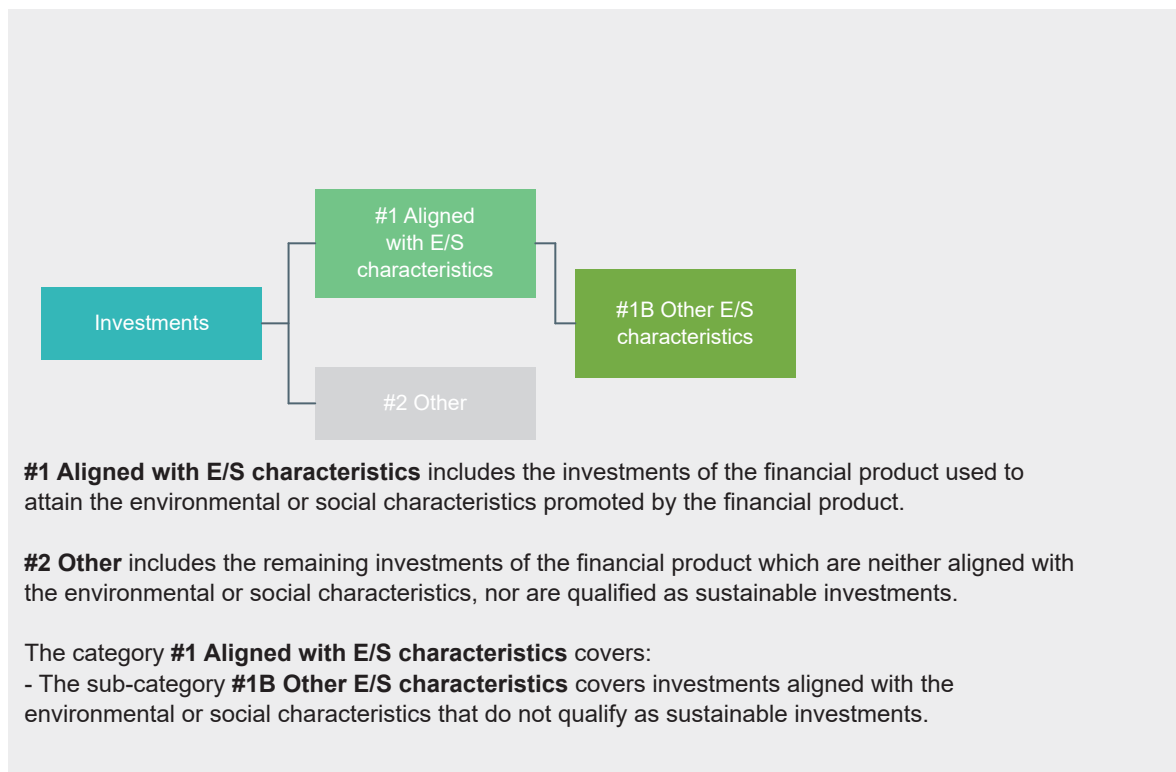 #1 Aligned
with E/S
characteristics
Investments
#1B Other E/S
characteristics
#2 Other
#1 Aligned with E/S characteristics includes the investments of the financial product used to
attain the environmental or social characteristics promoted by the financial product.
#2 Other includes the remaining investments of the financial product which are neither aligned with
the environmental or social characteristics, nor are qualified as sustainable investments.
The category #1 Aligned with E/S characteristics covers:
- The sub-category #1B Other E/S characteristics covers investments aligned with the
environmental or social characteristics that do not qualify as sustainable investments.